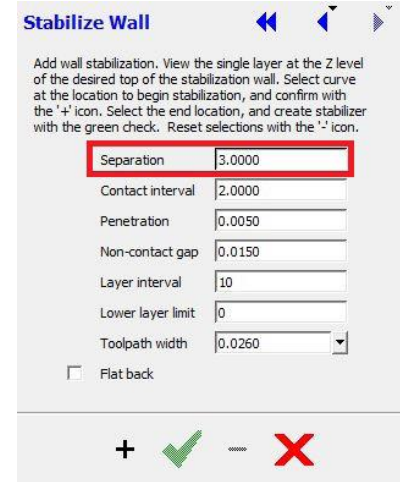 Stabilize Wall
Add wall stabilization. View the single layer at the Z level
of the desired top of the stabilization wall. Select curve
at the location to begin stabilization, and confirm with
the '+' icon. Select the end location, and create stabilizer
with the green check. Reset selections with the '-' icon.
Separation 3.0000
Contact interval 2.0000
Penetration 0.0050
Non-contact gap 0.0150
Layer interval 10
Lower layer limit 0
Toolpath width 0.0260
Flat back